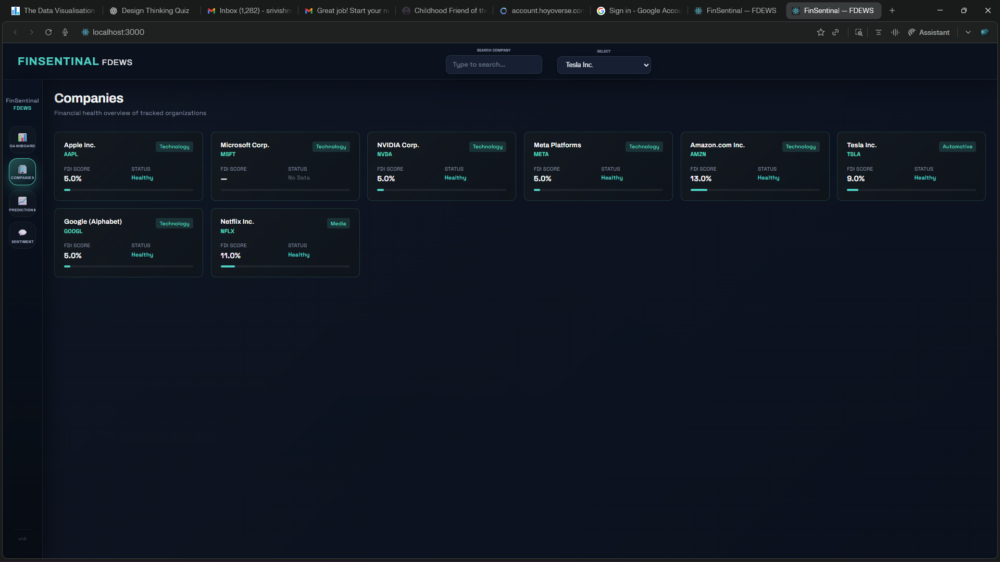 The Data Visualisation
Design Thinking Quiz
Inbox (1,282) - srivishn
Great job! Start your ne
Childhood Friend of the
account.hoyoverse.com
Sign in - Google Accou
FinSentinal — FDEWS
FinSentinal — FDEWS
localhost:3000
Assistant
FINSENTINAL FDEWS
SEARCH COMPANY
Type to search...
SELECT
Tesla Inc.
FinSentinal
FDEWS
DASHBOARD
COMPANIES
PREDICTIONS
SENTIMENT
v1.0
Companies
Financial health overview of tracked organizations
Apple Inc.
Technology
AAPL
FDI SCORE
STATUS
5.0%
Healthy
Microsoft Corp.
Technology
MSFT
FDI SCORE
STATUS
—
No Data
NVIDIA Corp.
Technology
NVDA
FDI SCORE
STATUS
5.0%
Healthy
Meta Platforms
Technology
META
FDI SCORE
STATUS
5.0%
Healthy
Amazon.com Inc.
Technology
AMZN
FDI SCORE
STATUS
13.0%
Healthy
Tesla Inc.
Automotive
TSLA
FDI SCORE
STATUS
9.0%
Healthy
Google (Alphabet)
Technology
GOOGL
FDI SCORE
STATUS
5.0%
Healthy
Netflix Inc.
Media
NFLX
FDI SCORE
STATUS
11.0%
Healthy